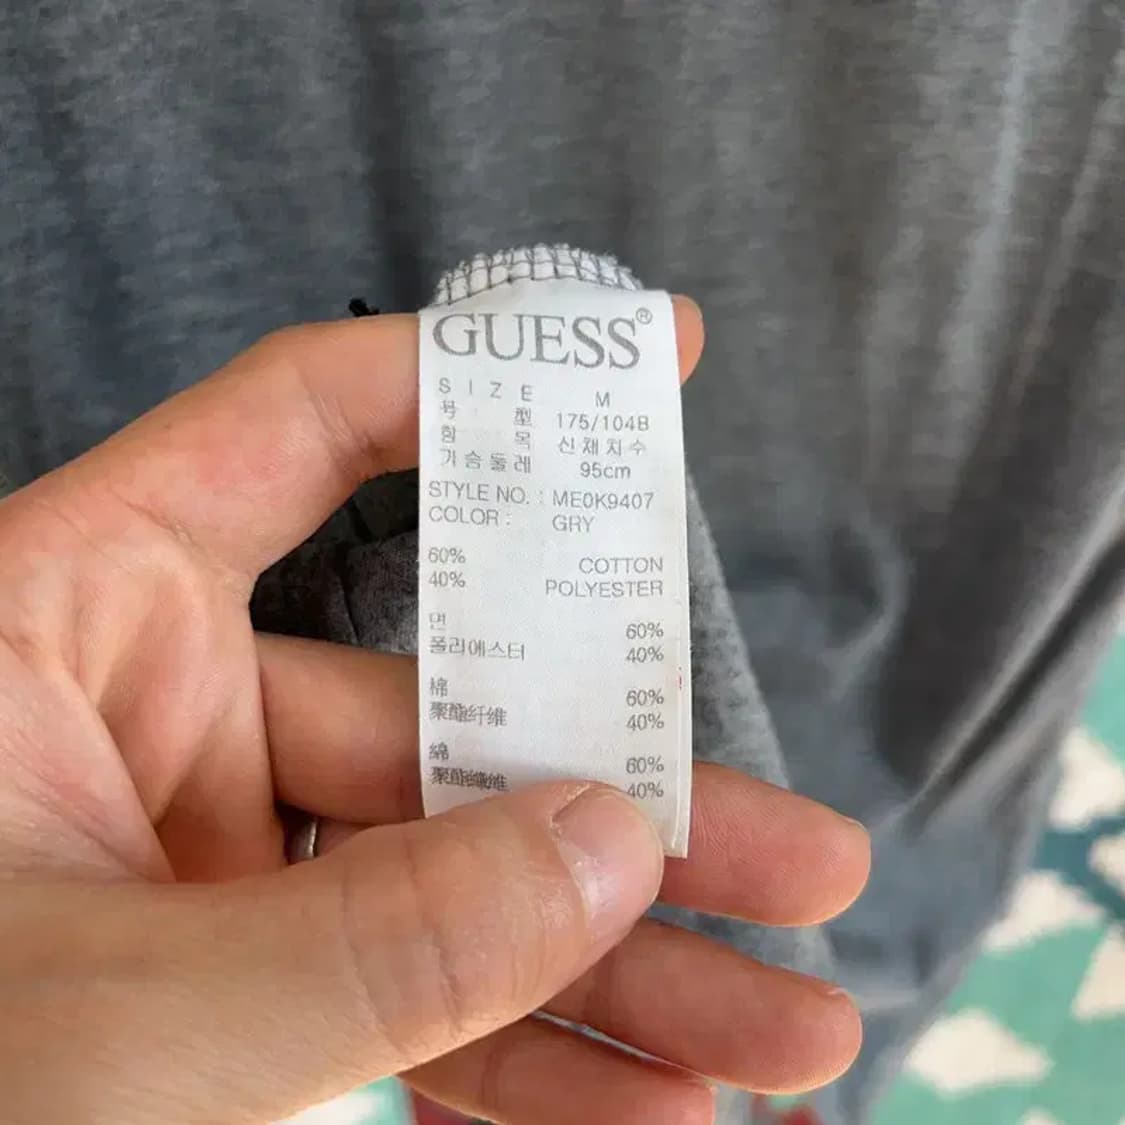 GUESS®
SIZE M
号型 175/104B
항목 신체치수
가슴둘레 95cm
STYLE NO. : ME0K9407
COLOR : GRY
60% COTTON
40% POLYESTER
면 60%
폴리에스터 40%
棉 60%
聚酯纤维 40%
綿 60%
聚酯纖維 40%